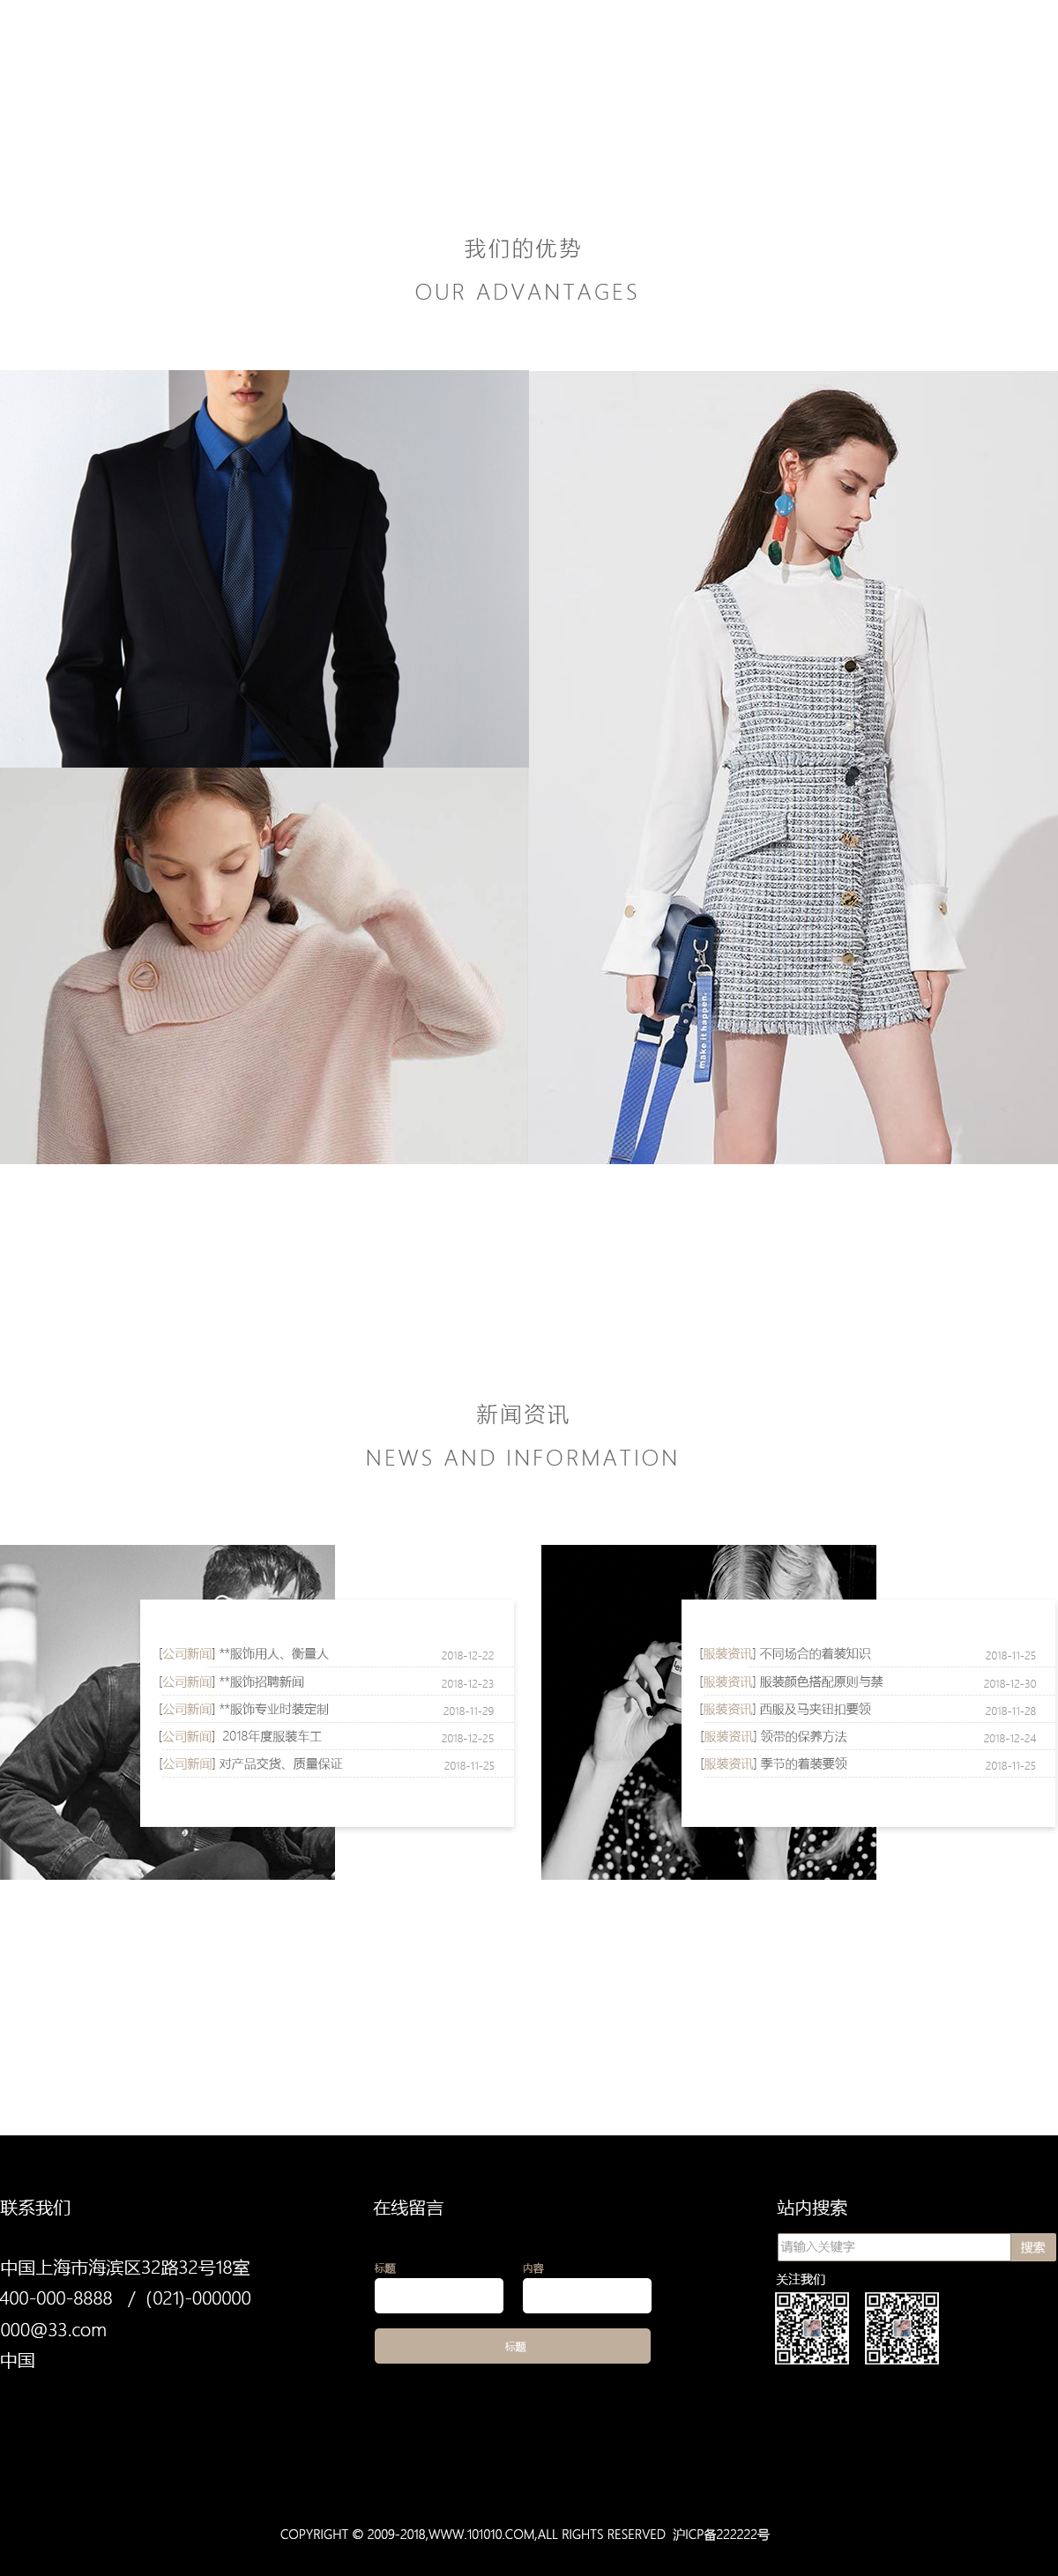 我们的优势
OUR ADVANTAGES
make it happen.
新闻资讯
NEWS AND INFORMATION
[公司新闻] **服饰用人、衡量人 2018-12-22
[公司新闻] **服饰招聘新闻 2018-12-23
[公司新闻] **服饰专业时装定制 2018-11-29
[公司新闻] 2018年度服装车工 2018-12-25
[公司新闻] 对产品交货、质量保证 2018-11-25
[服装资讯] 不同场合的着装知识 2018-11-25
[服装资讯] 服装颜色搭配原则与禁 2018-12-30
[服装资讯] 西服及马夹钮扣要领 2018-11-28
[服装资讯] 领带的保养方法 2018-12-24
[服装资讯] 季节的着装要领 2018-11-25
联系我们
中国上海市海滨区32路32号18室
400-000-8888 / (021)-000000
000@33.com
中国
在线留言
标题 内容
标题
站内搜索
请输入关键字 搜索
关注我们
COPYRIGHT © 2009-2018,WWW.101010.COM,ALL RIGHTS RESERVED 沪ICP备222222号